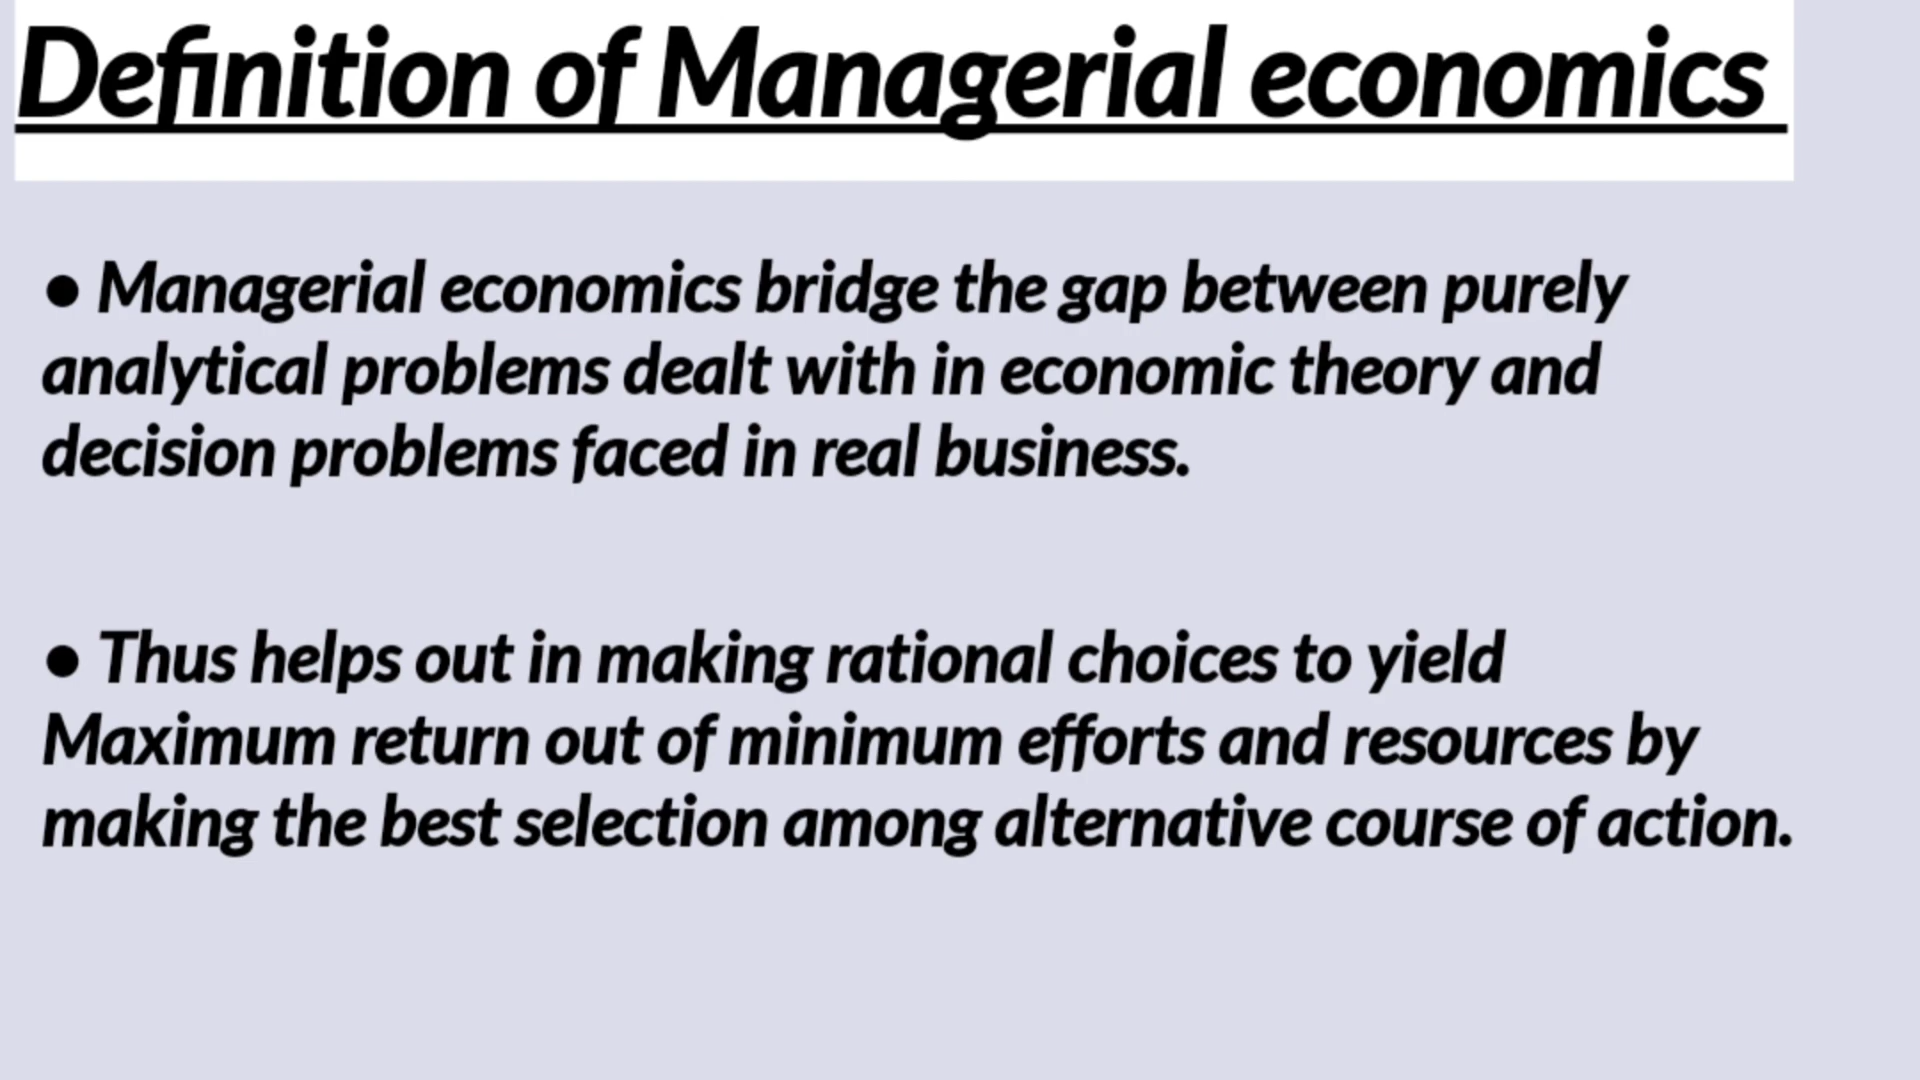 Definition of Managerial economics
● Managerial economics bridge the gap between purely
analytical problems dealt with in economic theory and
decision problems faced in real business.
● Thus helps out in making rational choices to yield
Maximum return out of minimum efforts and resources by
making the best selection among alternative course of action.